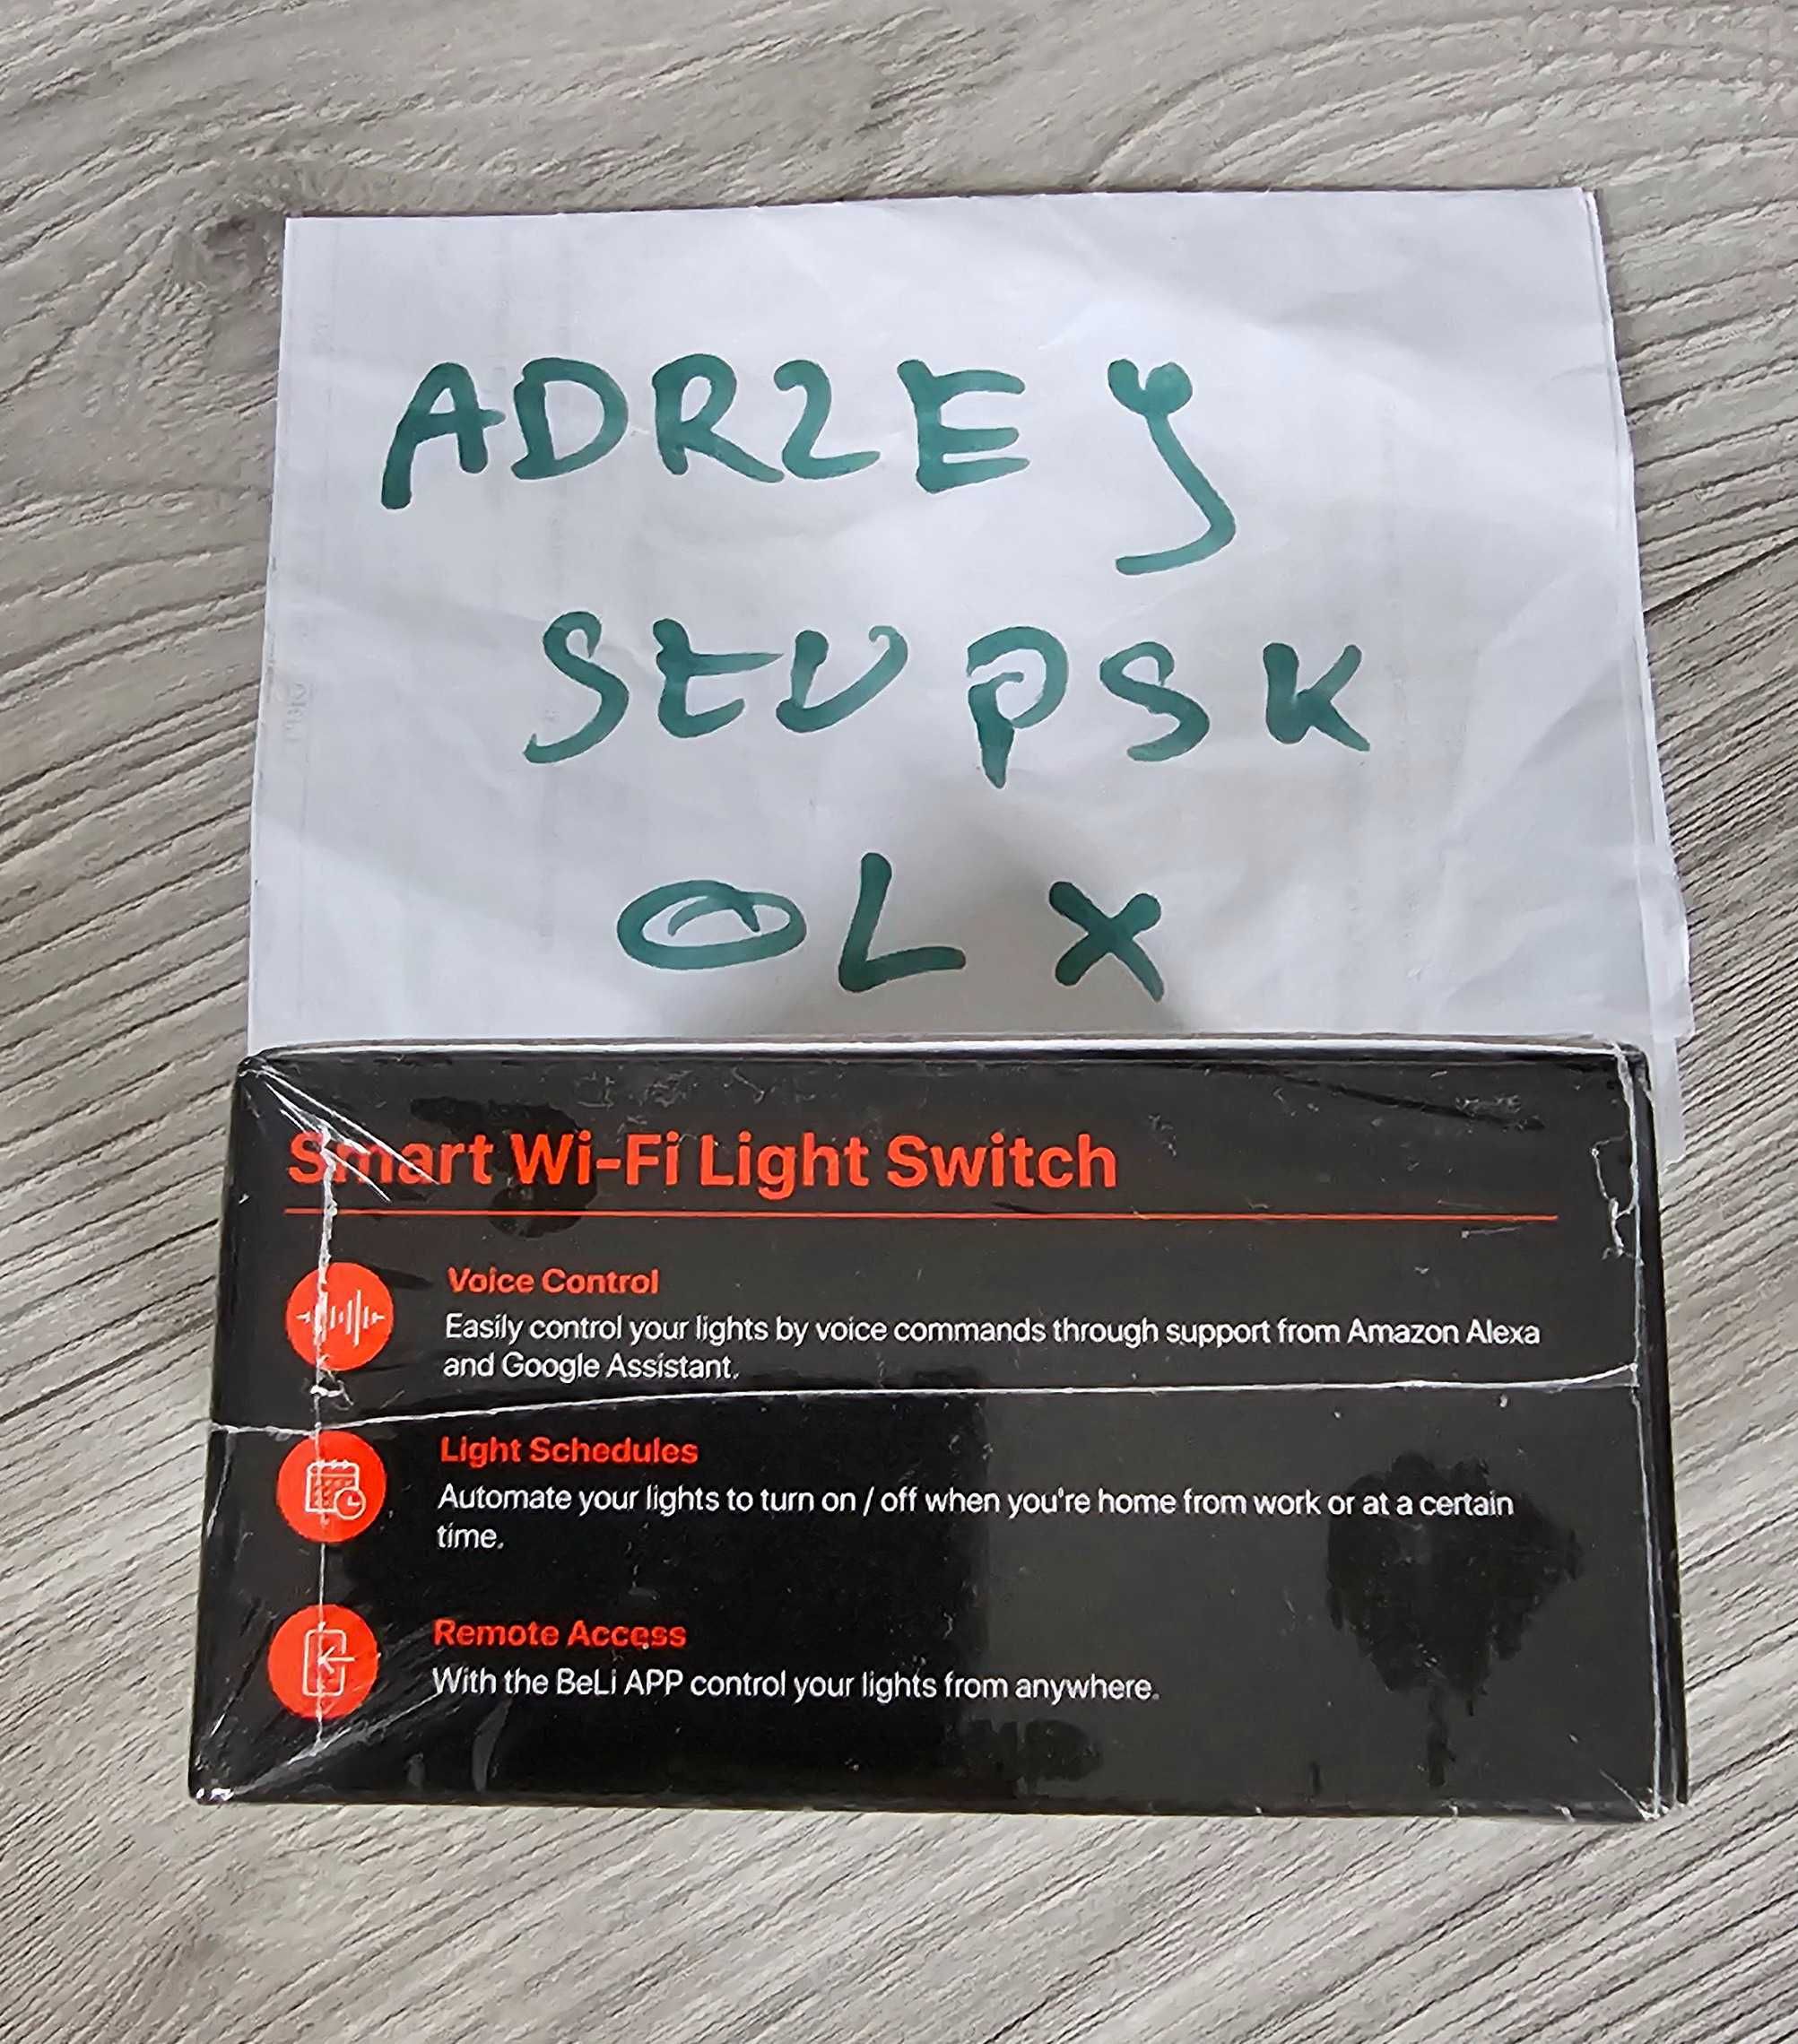 ADRZEJ
SŁUPSK
OLX
Smart Wi-Fi Light Switch
Voice Control
Easily control your lights by voice commands through support from Amazon Alexa
and Google Assistant.
Light Schedules
Automate your lights to turn on / off when you're home from work or at a certain
time.
Remote Access
With the BeLi APP control your lights from anywhere.